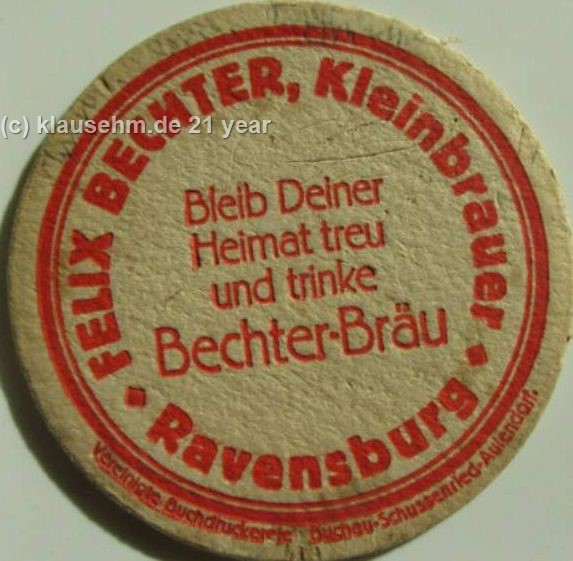 (c) klausehm.de 21 year
FELIX BECHTER, Kleinbrauer
Bleib Deiner
Heimat treu
und trinke
Bechter-Bräu
Ravensburg
Vereinigte Buchdruckereie Buchau-Schussenried-Aulendorf.